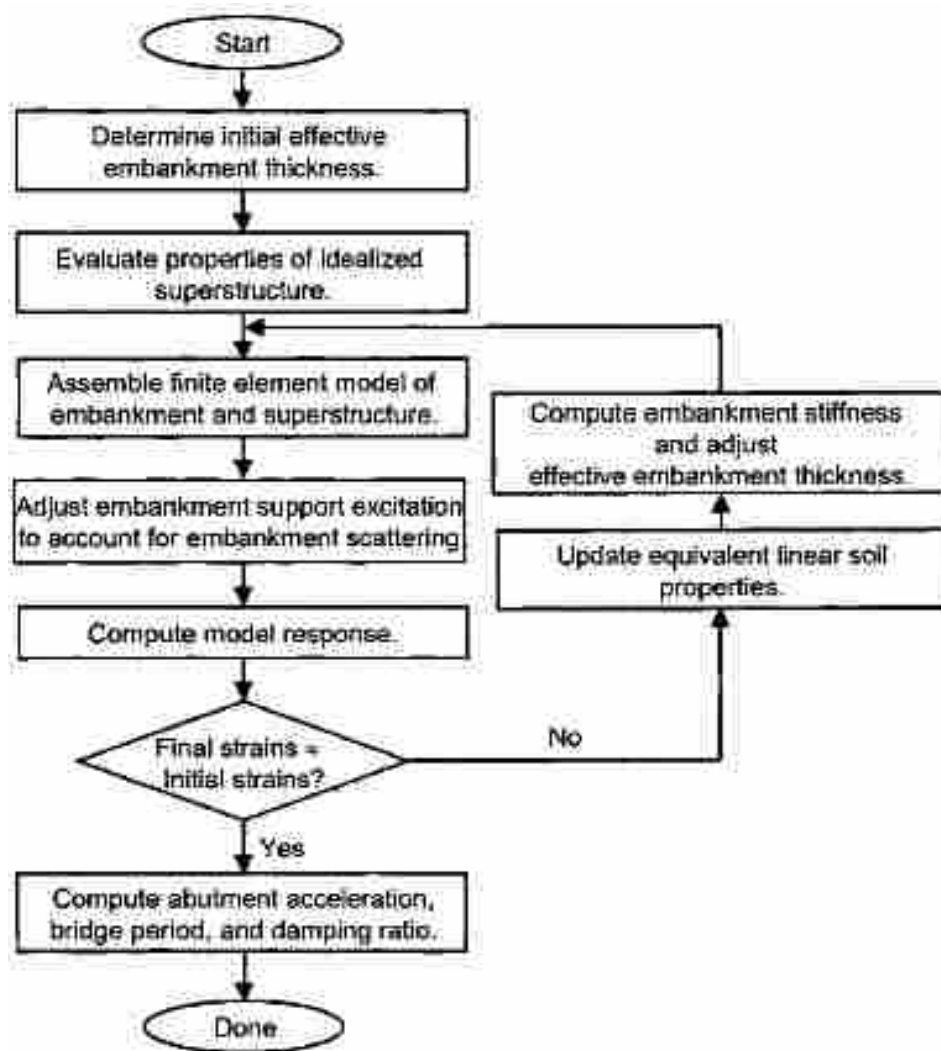 Start
Determine initial effective
embankment thickness.
Evaluate properties of idealized
superstructure.
Assemble finite element model of
embankment and superstructure.
Adjust embankment support excitation
to account for embankment scattering
Compute model response.
Final strains =
Initial strains?
No
Update equivalent linear soil
properties.
Compute embankment stiffness
and adjust
effective embankment thickness.
Yes
Compute abutment acceleration,
bridge period, and damping ratio.
Done